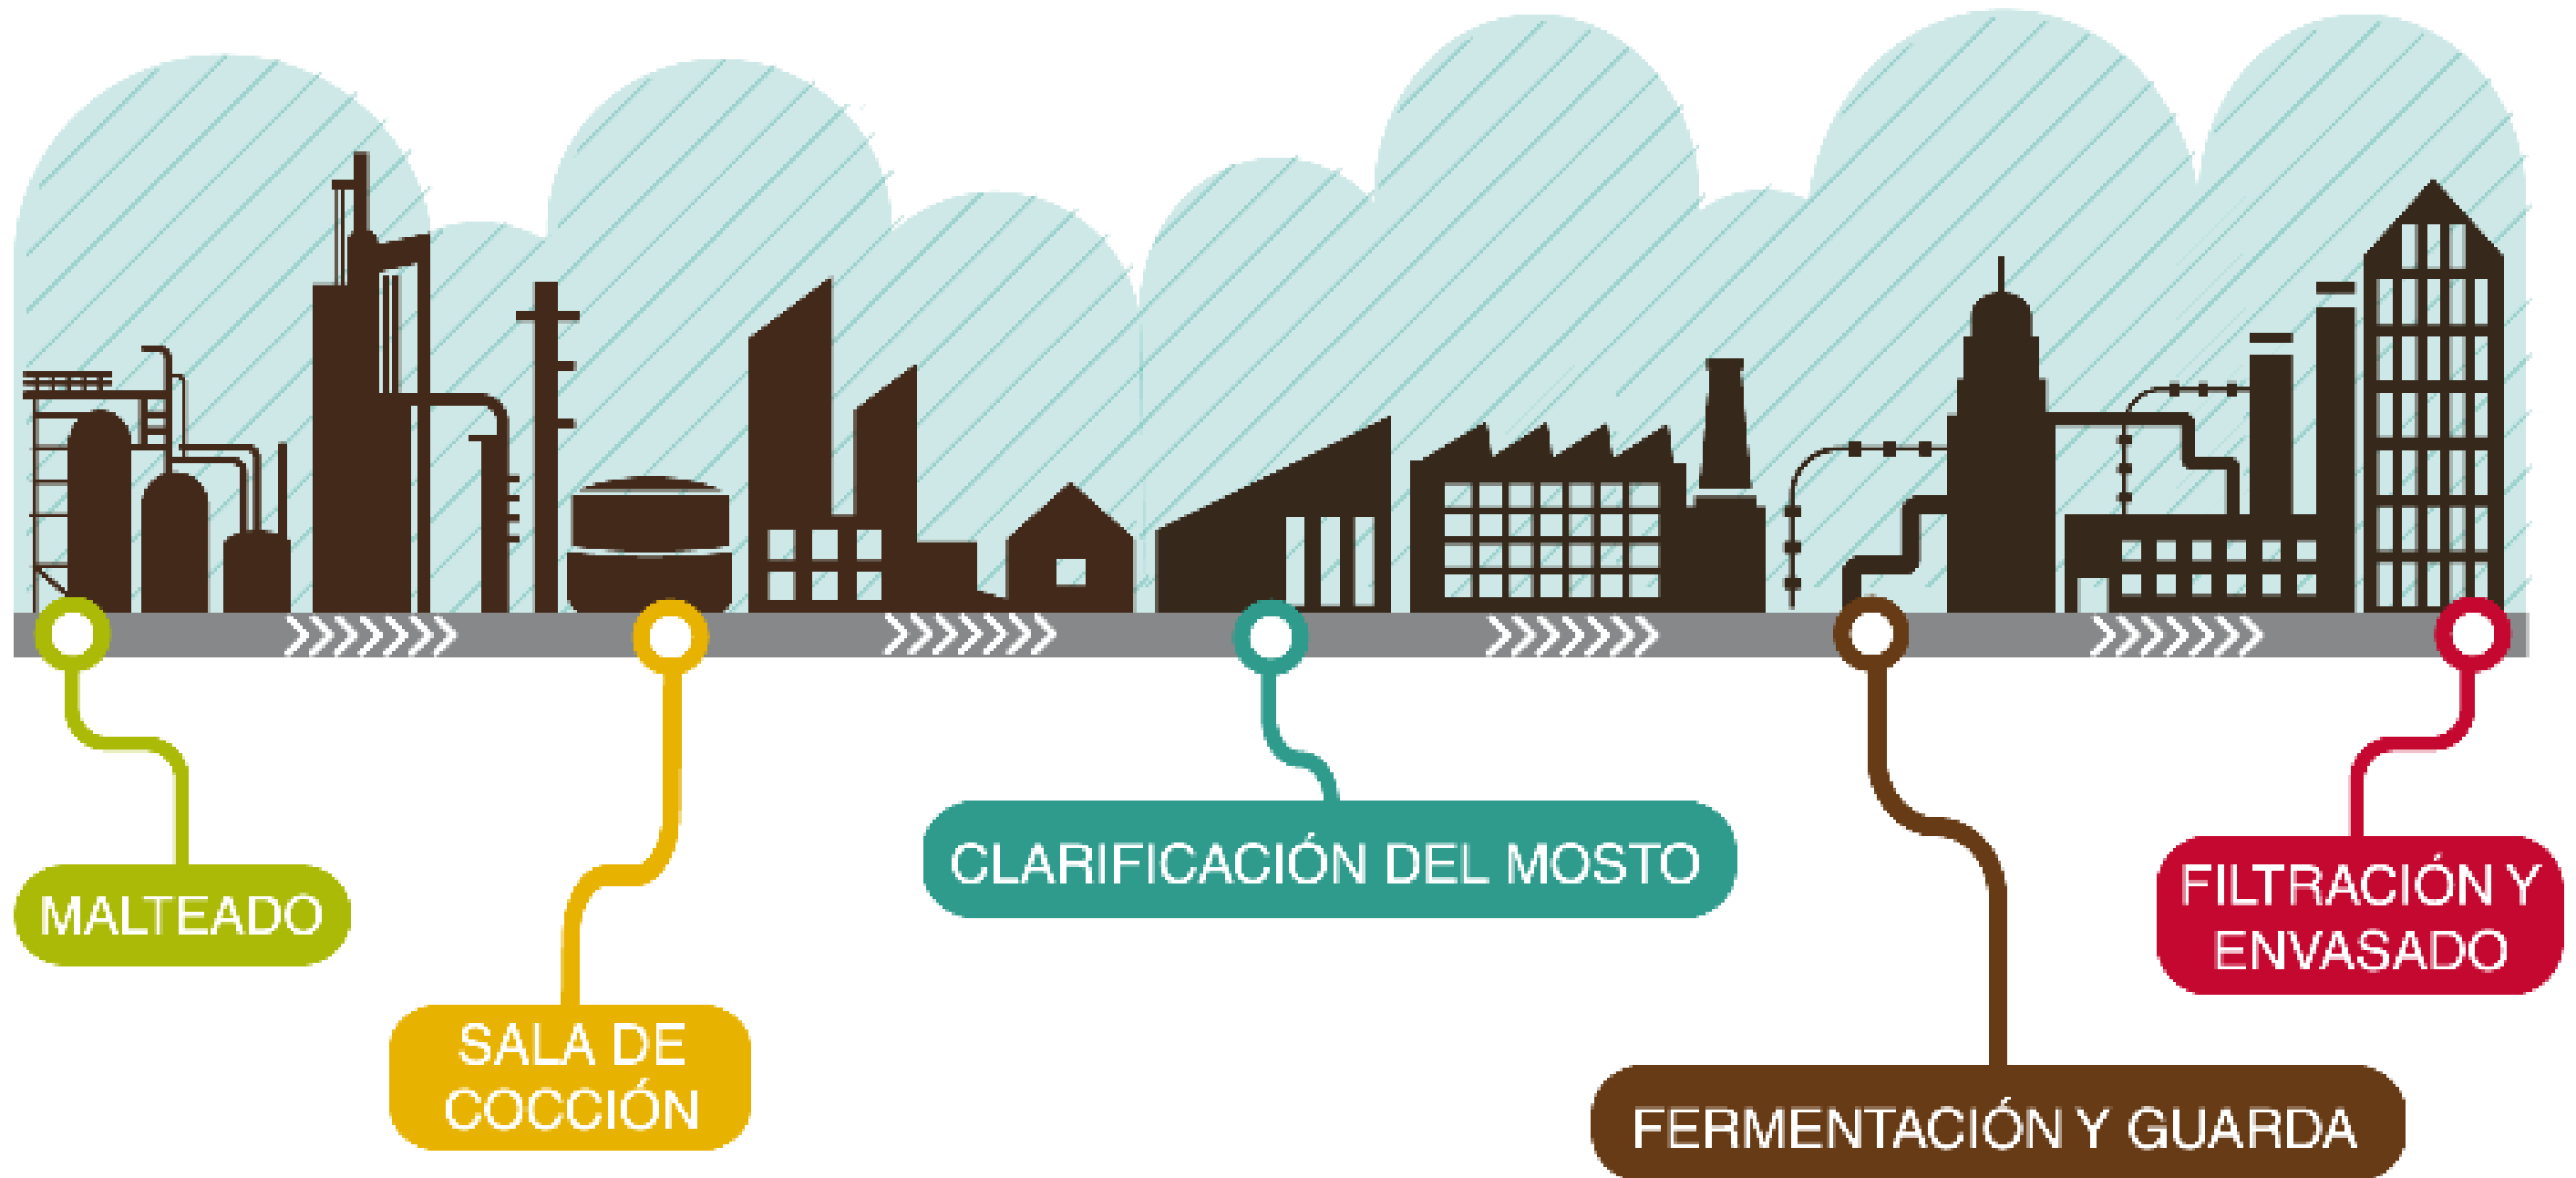 MALTEADO
SALA DE
COCCIÓN
CLARIFICACIÓN DEL MOSTO
FERMENTACIÓN Y GUARDA
FILTRACIÓN Y
ENVASADO